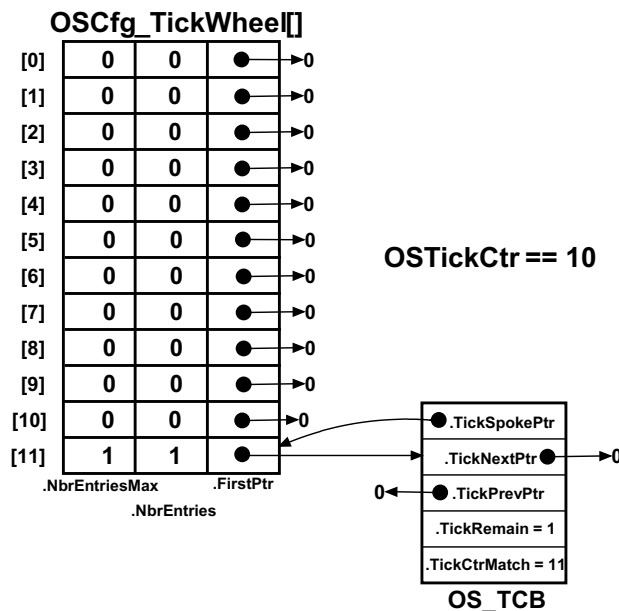 OSCfg_TickWheel[]
[0] 0 0 0
[1] 0 0 0
[2] 0 0 0
[3] 0 0 0
[4] 0 0 0
[5] 0 0 0
OSTickCtr == 10
[6] 0 0 0
[7] 0 0 0
[8] 0 0 0
[9] 0 0 0
[10] 0 0 0
[11] 1 1
.NbrEntriesMax
.NbrEntries
.FirstPtr
.TickSpokePtr
.TickNextPtr 0
0 .TickPrevPtr
.TickRemain = 1
.TickCtrMatch = 11
OS_TCB